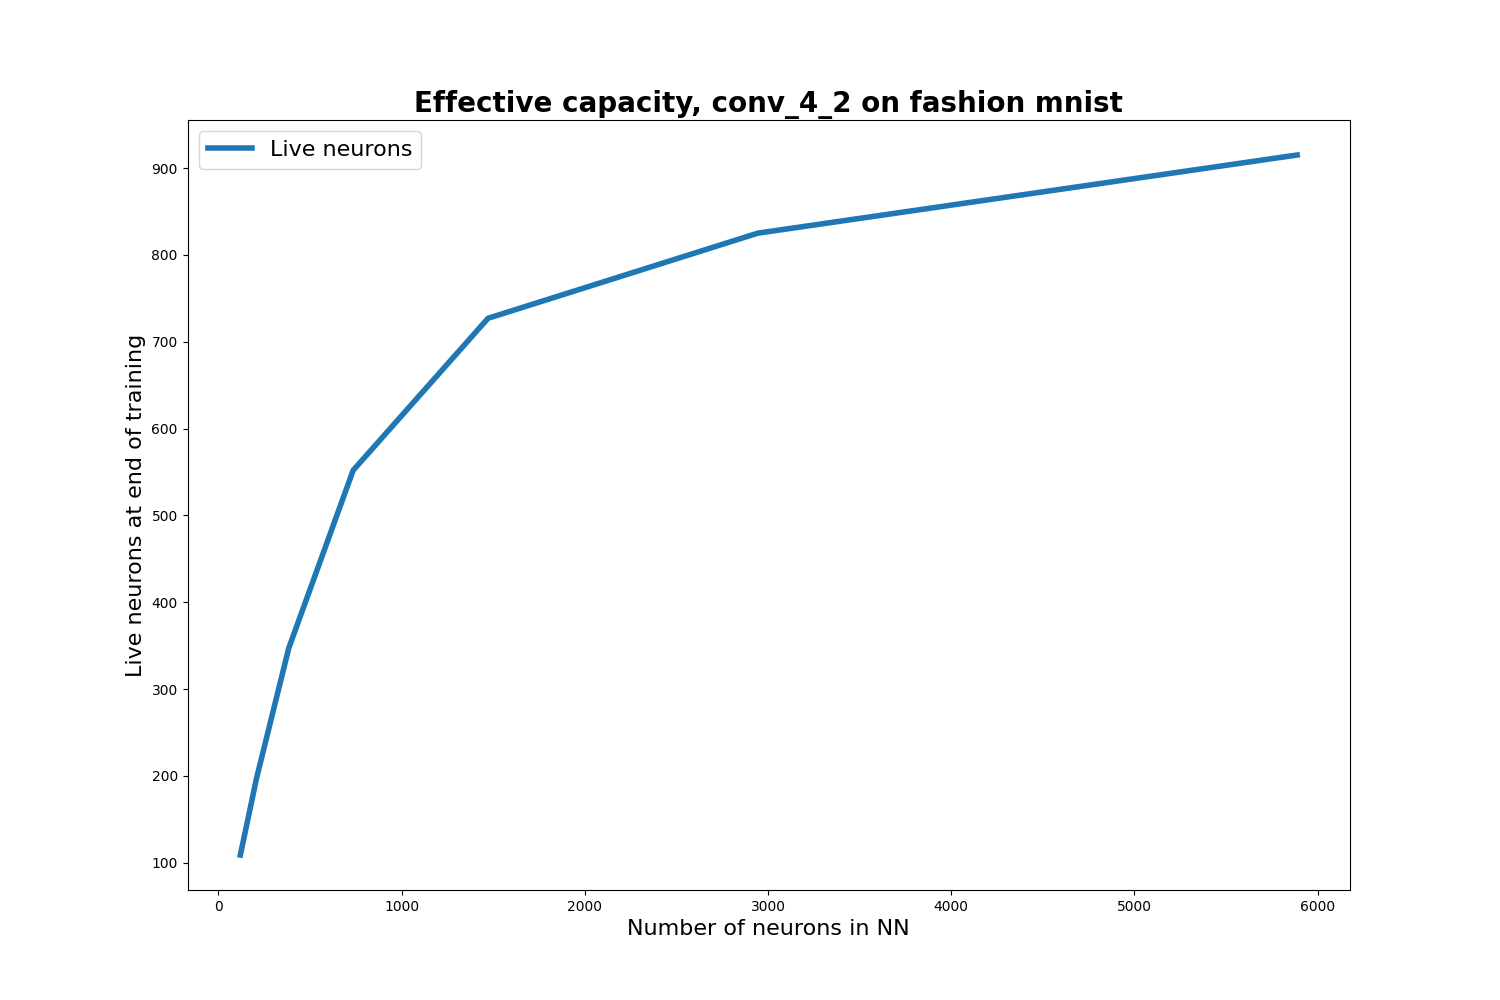 Effective capacity, conv_4_2 on fashion mnist
Live neurons
900
800
700
600
500
400
300
200
100
Live neurons at end of training
0 1000 2000 3000 4000 5000 6000
Number of neurons in NN